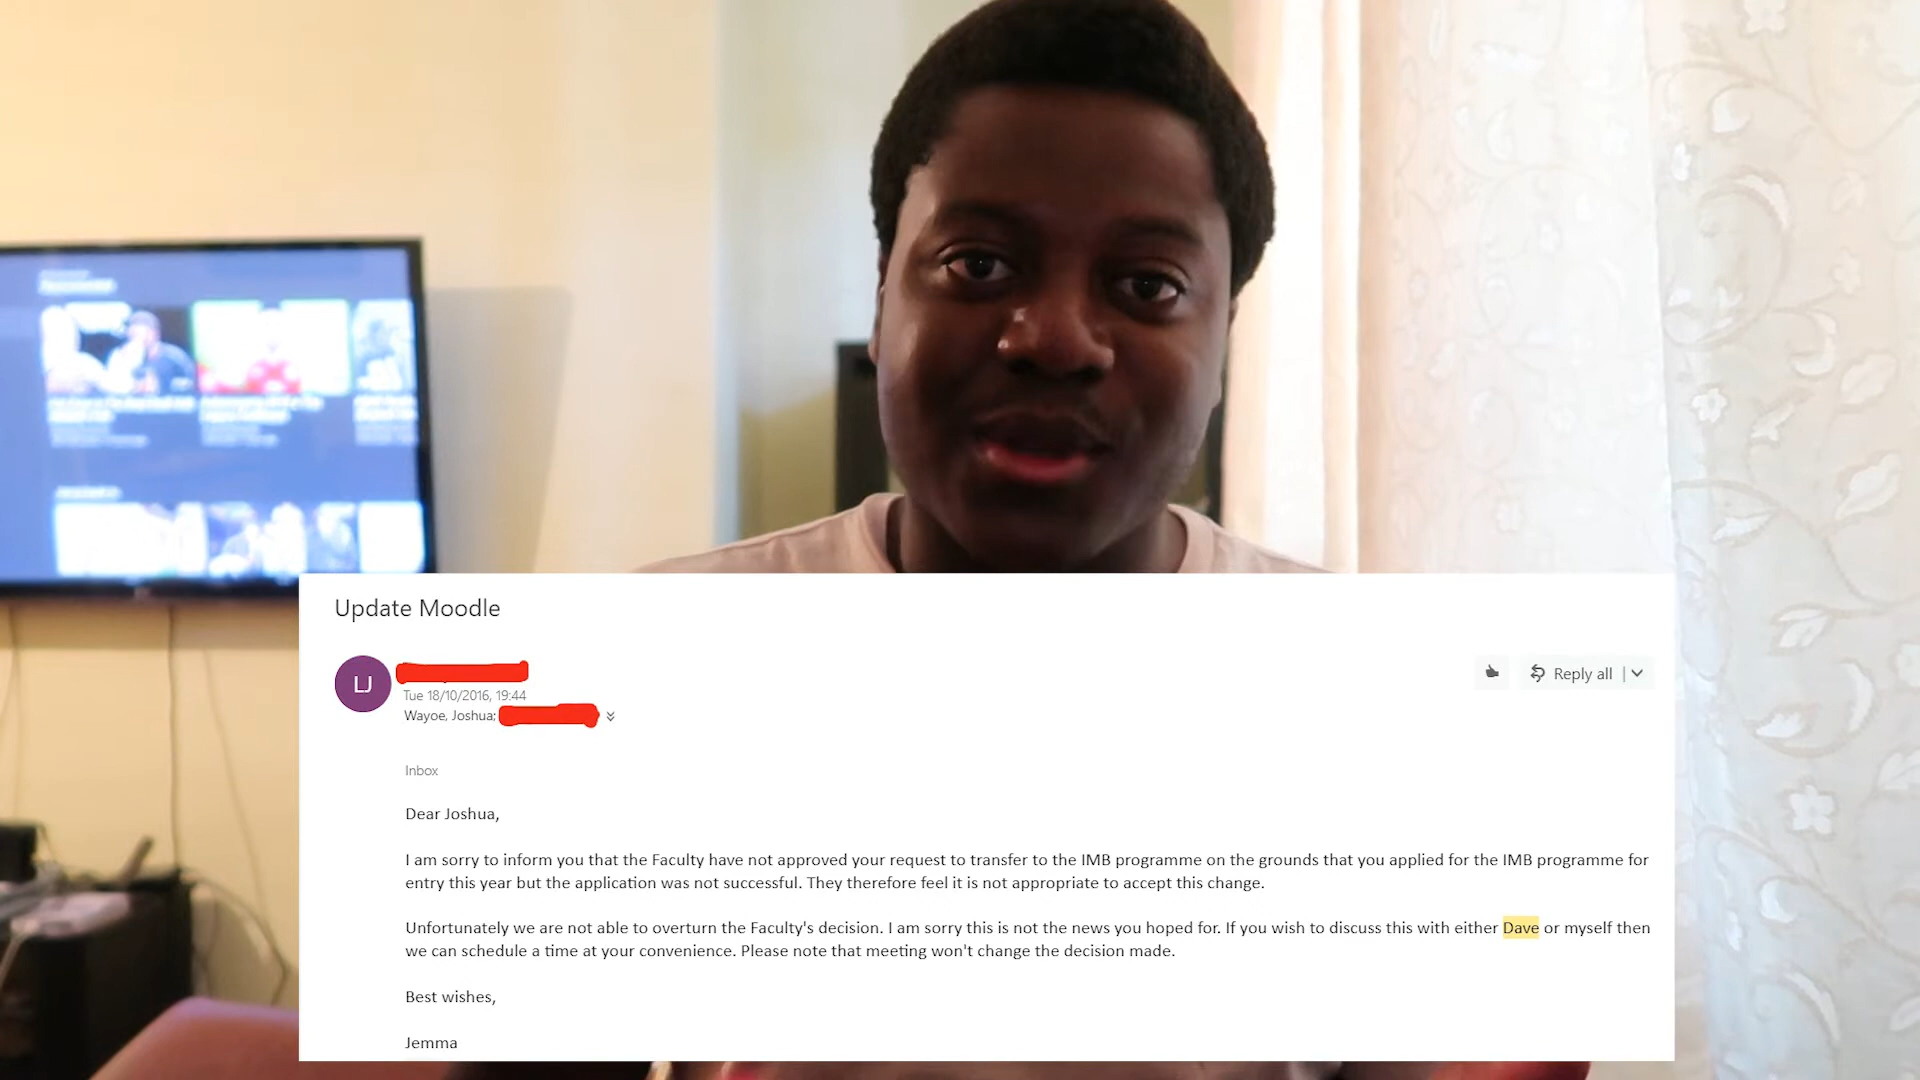 Update Moodle
LJ
Tue 18/10/2016, 19:44
Wayoe, Joshua;
Reply all
Inbox
Dear Joshua,
I am sorry to inform you that the Faculty have not approved your request to transfer to the IMB programme on the grounds that you applied for the IMB programme for
entry this year but the application was not successful. They therefore feel it is not appropriate to accept this change.
Unfortunately we are not able to overturn the Faculty's decision. I am sorry this is not the news you hoped for. If you wish to discuss this with either Dave or myself then
we can schedule a time at your convenience. Please note that meeting won't change the decision made.
Best wishes,
Jemma